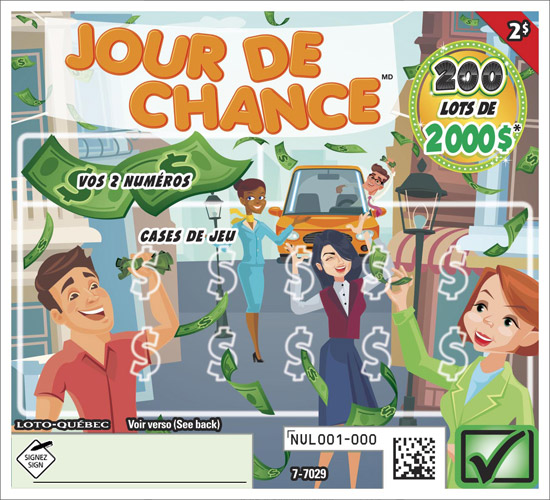 JOUR DE
CHANCE MD
2$
200
LOTS DE
2000$*
VOS 2 NUMÉROS
CASES DE JEU
$ $ $ $
$ $ $ $
LOTO-QUÉBEC Voir verso (See back)
SIGNEZ
SIGN
NUL001-000
7-7029